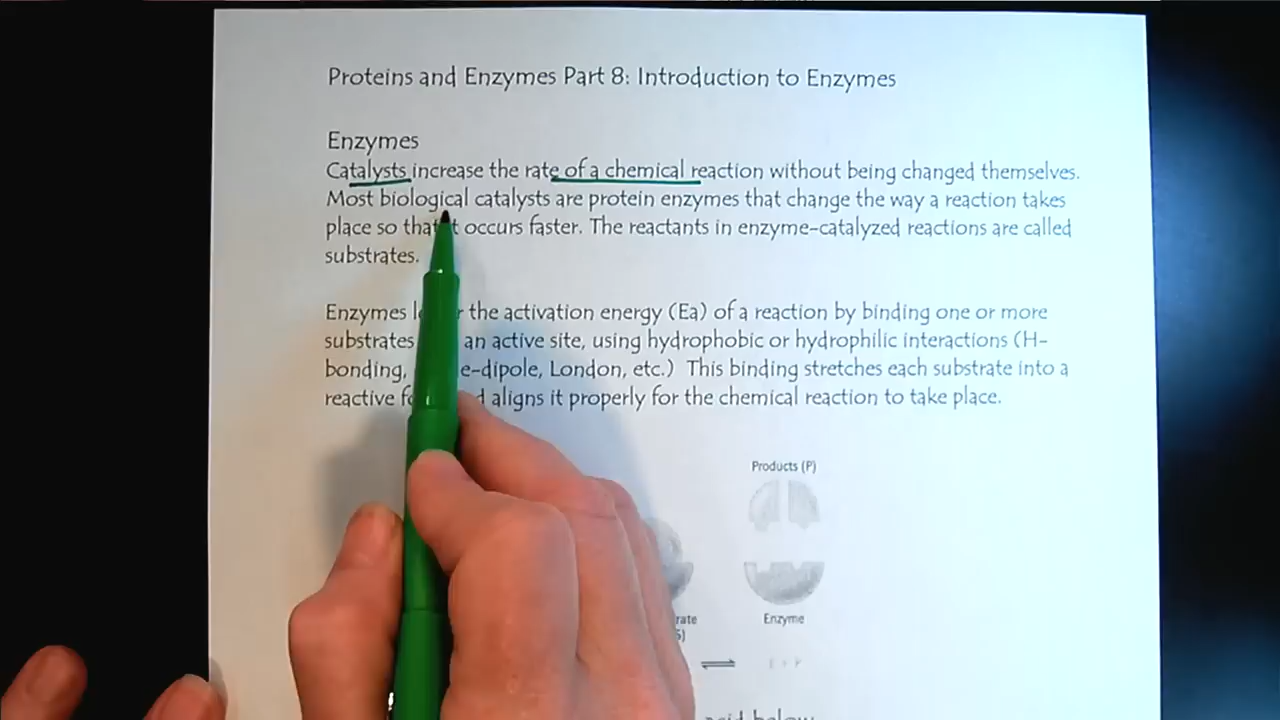 Proteins and Enzymes Part 8: Introduction to Enzymes
Enzymes
Catalysts increase the rate of a chemical reaction without being changed themselves.
Most biological catalysts are protein enzymes that change the way a reaction takes
place so that occurs faster. The reactants in enzyme-catalyzed reactions are called
substrates.
Enzymes the activation energy (Ea) of a reaction by binding one or more
substrates an active site, using hydrophobic or hydrophilic interactions (H-
bonding, e-dipole, London, etc.) This binding stretches each substrate into a
reactive aligns it properly for the chemical reaction to take place.
Products (P)
Enzyme
E + P
acid below